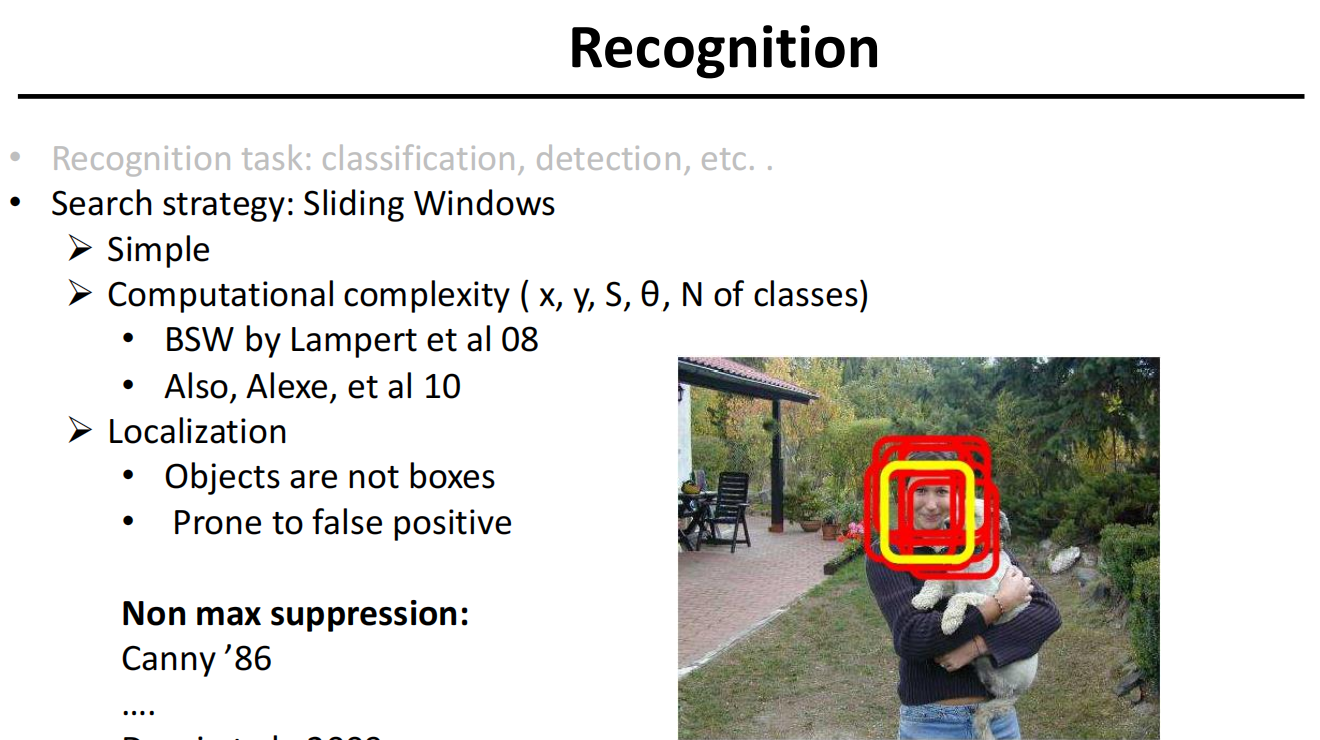 Recognition
• Recognition task: classification, detection, etc. .
• Search strategy: Sliding Windows
➢ Simple
➢ Computational complexity ( x, y, S, θ, N of classes)
• BSW by Lampert et al 08
• Also, Alexe, et al 10
➢ Localization
• Objects are not boxes
• Prone to false positive
Non max suppression:
Canny ’86
....